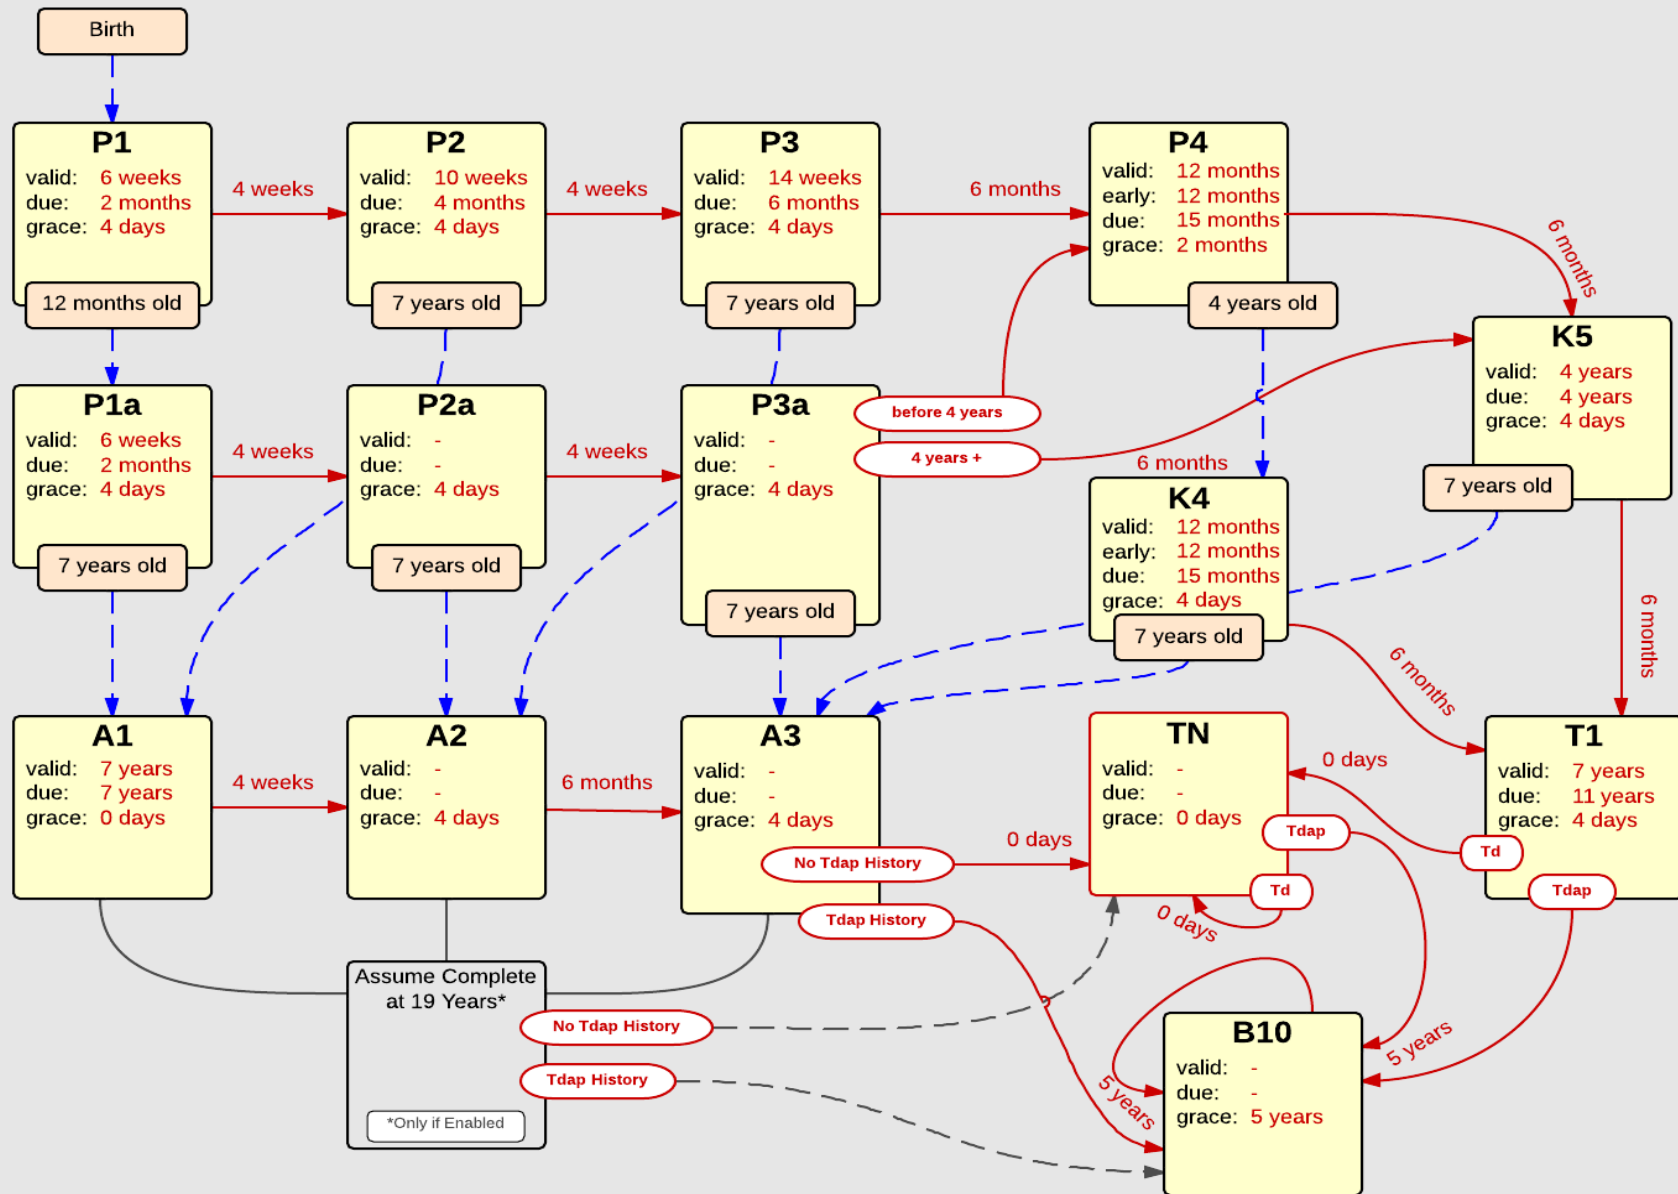 Birth
P1
valid: 6 weeks
due: 2 months
grace: 4 days
12 months old
4 weeks
P2
valid: 10 weeks
due: 4 months
grace: 4 days
7 years old
4 weeks
P3
valid: 14 weeks
due: 6 months
grace: 4 days
7 years old
6 months
P4
valid: 12 months
early: 12 months
due: 15 months
grace: 2 months
4 years old
6 months
K5
valid: 4 years
due: 4 years
grace: 4 days
7 years old
P1a
valid: 6 weeks
due: 2 months
grace: 4 days
7 years old
4 weeks
P2a
valid: -
due: -
grace: 4 days
7 years old
4 weeks
P3a
valid: -
due: -
grace: 4 days
7 years old
before 4 years
4 years +
6 months
K4
valid: 12 months
early: 12 months
due: 15 months
grace: 4 days
7 years old
6 months
6 months
A1
valid: 7 years
due: 7 years
grace: 0 days
4 weeks
A2
valid: -
due: -
grace: 4 days
6 months
A3
valid: -
due: -
grace: 4 days
No Tdap History
Tdap History
0 days
TN
valid: -
due: -
grace: 0 days
Tdap
Td
0 days
0 days
T1
valid: 7 years
due: 11 years
grace: 4 days
Td
Tdap
Assume Complete
at 19 Years*
No Tdap History
Tdap History
*Only if Enabled
5 years
5 years
B10
valid: -
due: -
grace: 5 years